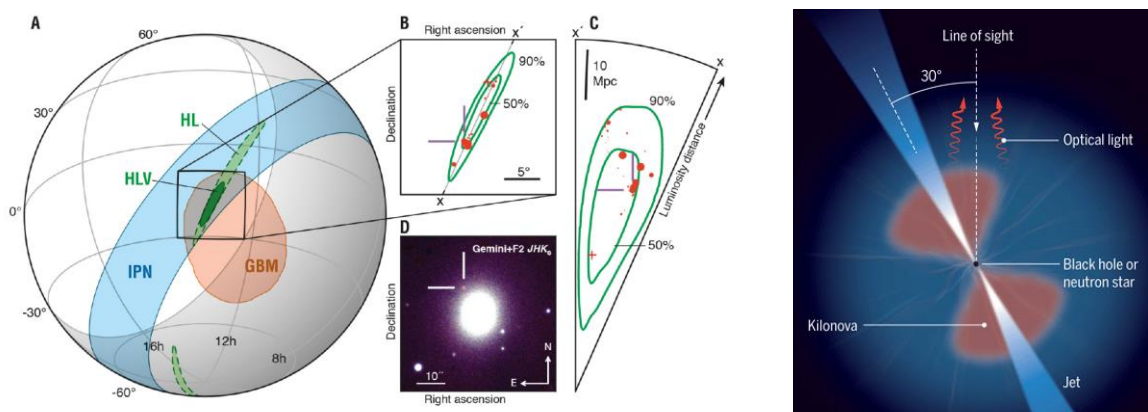 A
60°
30°
0°
-30°
-60°
16h
12h
8h
HL
HLV
IPN
GBM
B
Right ascension
x´
90%
50%
Declination
5°
x
C
x´
x
10
Mpc
90%
Luminosity distance
50%
D
Gemini+F2 JHKs
Declination
N
E
10"
Right ascension
Line of sight
30°
Optical light
Black hole or
neutron star
Kilonova
Jet